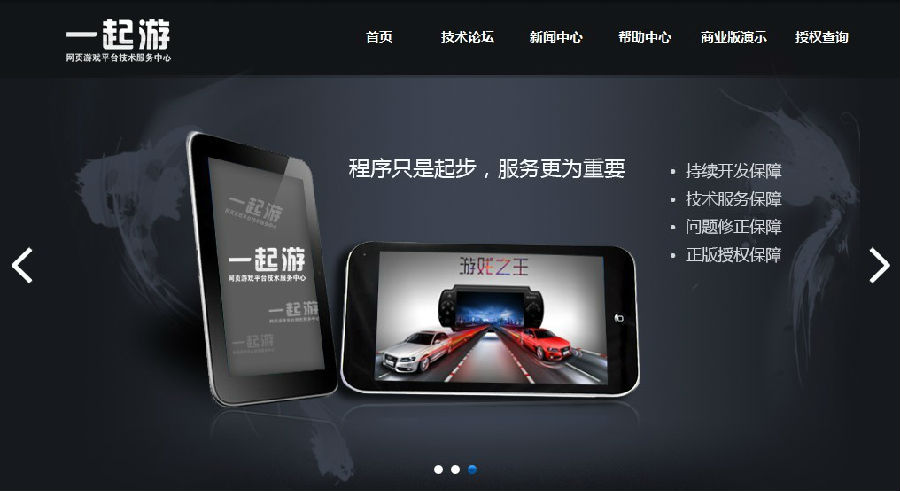 一起游
网页游戏平台技术服务中心
首页 技术论坛 新闻中心 帮助中心 商业版演示 授权查询
程序只是起步，服务更为重要
持续开发保障
技术服务保障
问题修正保障
正版授权保障
一起游
一起游
网页游戏平台技术服务中心
一起游
一起游
游戏之王